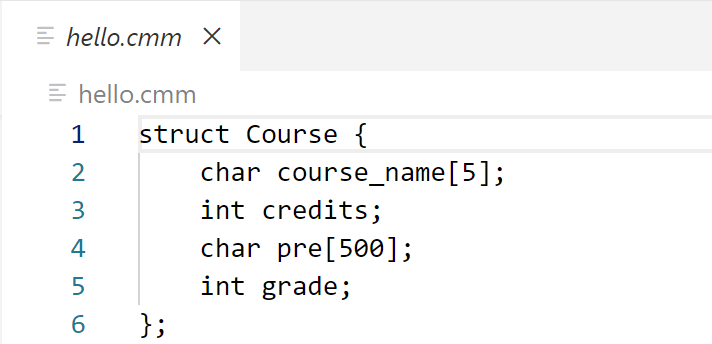 hello.cmm
hello.cmm
1 struct Course {
2     char course_name[5];
3     int credits;
4     char pre[500];
5     int grade;
6 };